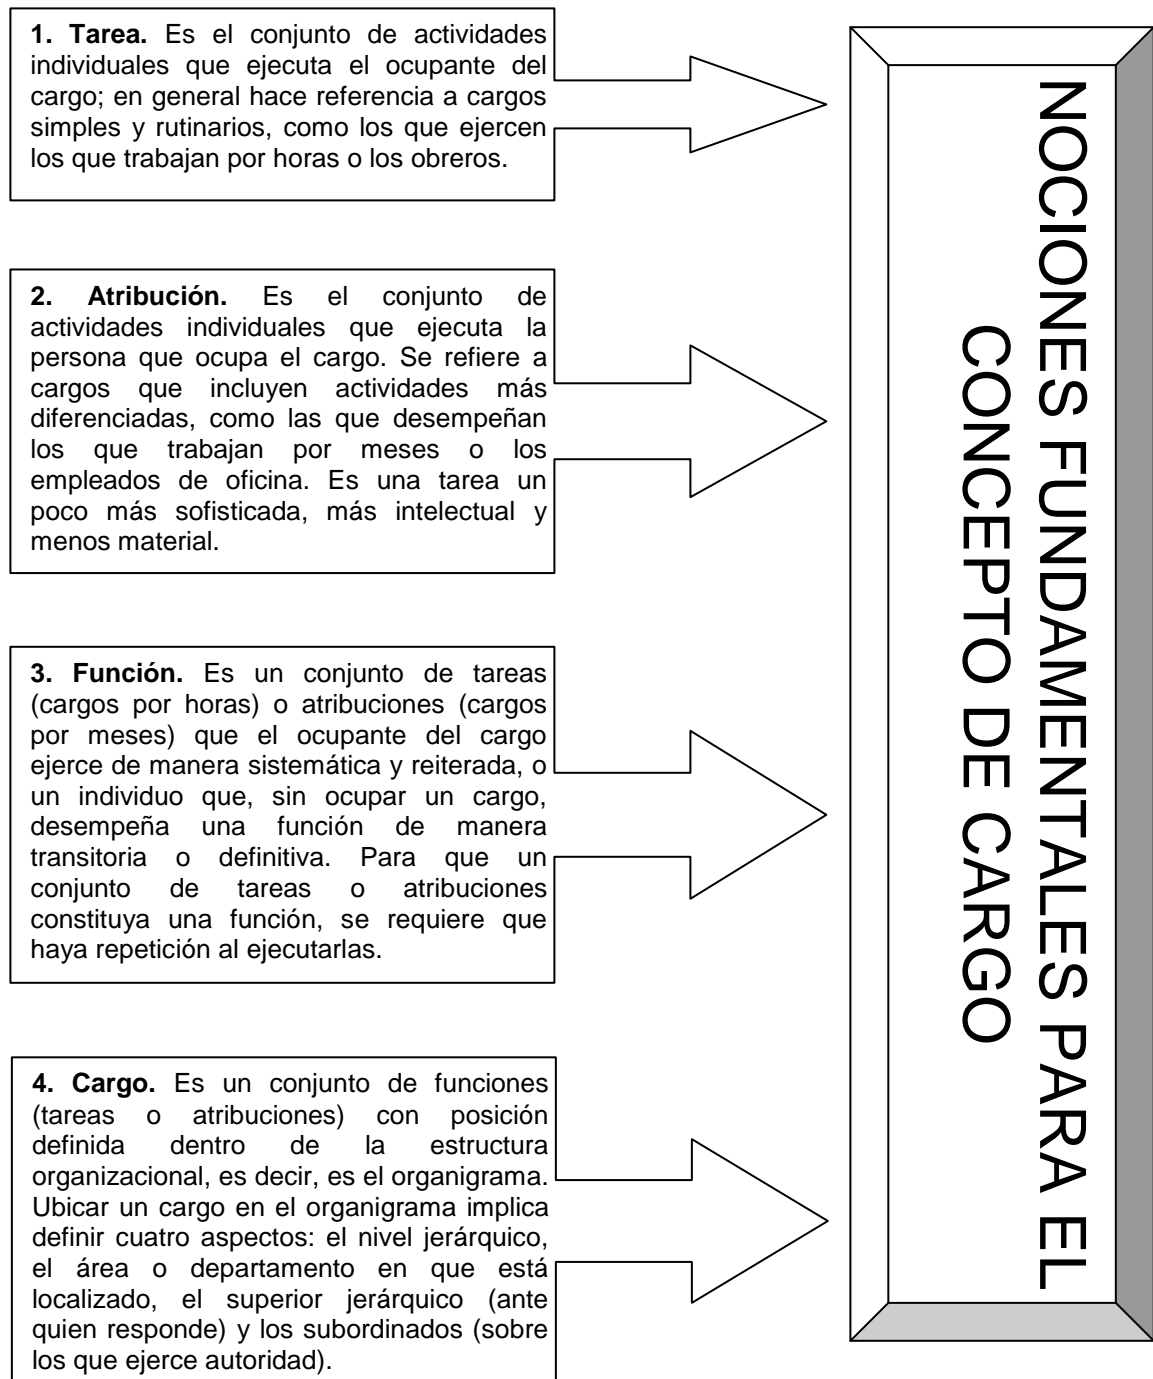 1. Tarea. Es el conjunto de actividades
individuales que ejecuta el ocupante del
cargo; en general hace referencia a cargos
simples y rutinarios, como los que ejercen
los que trabajan por horas o los obreros.
2. Atribución. Es el conjunto de
actividades individuales que ejecuta la
persona que ocupa el cargo. Se refiere a
cargos que incluyen actividades más
diferenciadas, como las que desempeñan
los que trabajan por meses o los
empleados de oficina. Es una tarea un
poco más sofisticada, más intelectual y
menos material.
3. Función. Es un conjunto de tareas
(cargos por horas) o atribuciones (cargos
por meses) que el ocupante del cargo
ejerce de manera sistemática y reiterada, o
un individuo que, sin ocupar un cargo,
desempeña una función de manera
transitoria o definitiva. Para que un
conjunto de tareas o atribuciones
constituya una función, se requiere que
haya repetición al ejecutarlas.
4. Cargo. Es un conjunto de funciones
(tareas o atribuciones) con posición
definida dentro de la estructura
organizacional, es decir, es el organigrama.
Ubicar un cargo en el organigrama implica
definir cuatro aspectos: el nivel jerárquico,
el área o departamento en que está
localizado, el superior jerárquico (ante
quien responde) y los subordinados (sobre
los que ejerce autoridad).
NOCIONES FUNDAMENTALES PARA EL
CONCEPTO DE CARGO